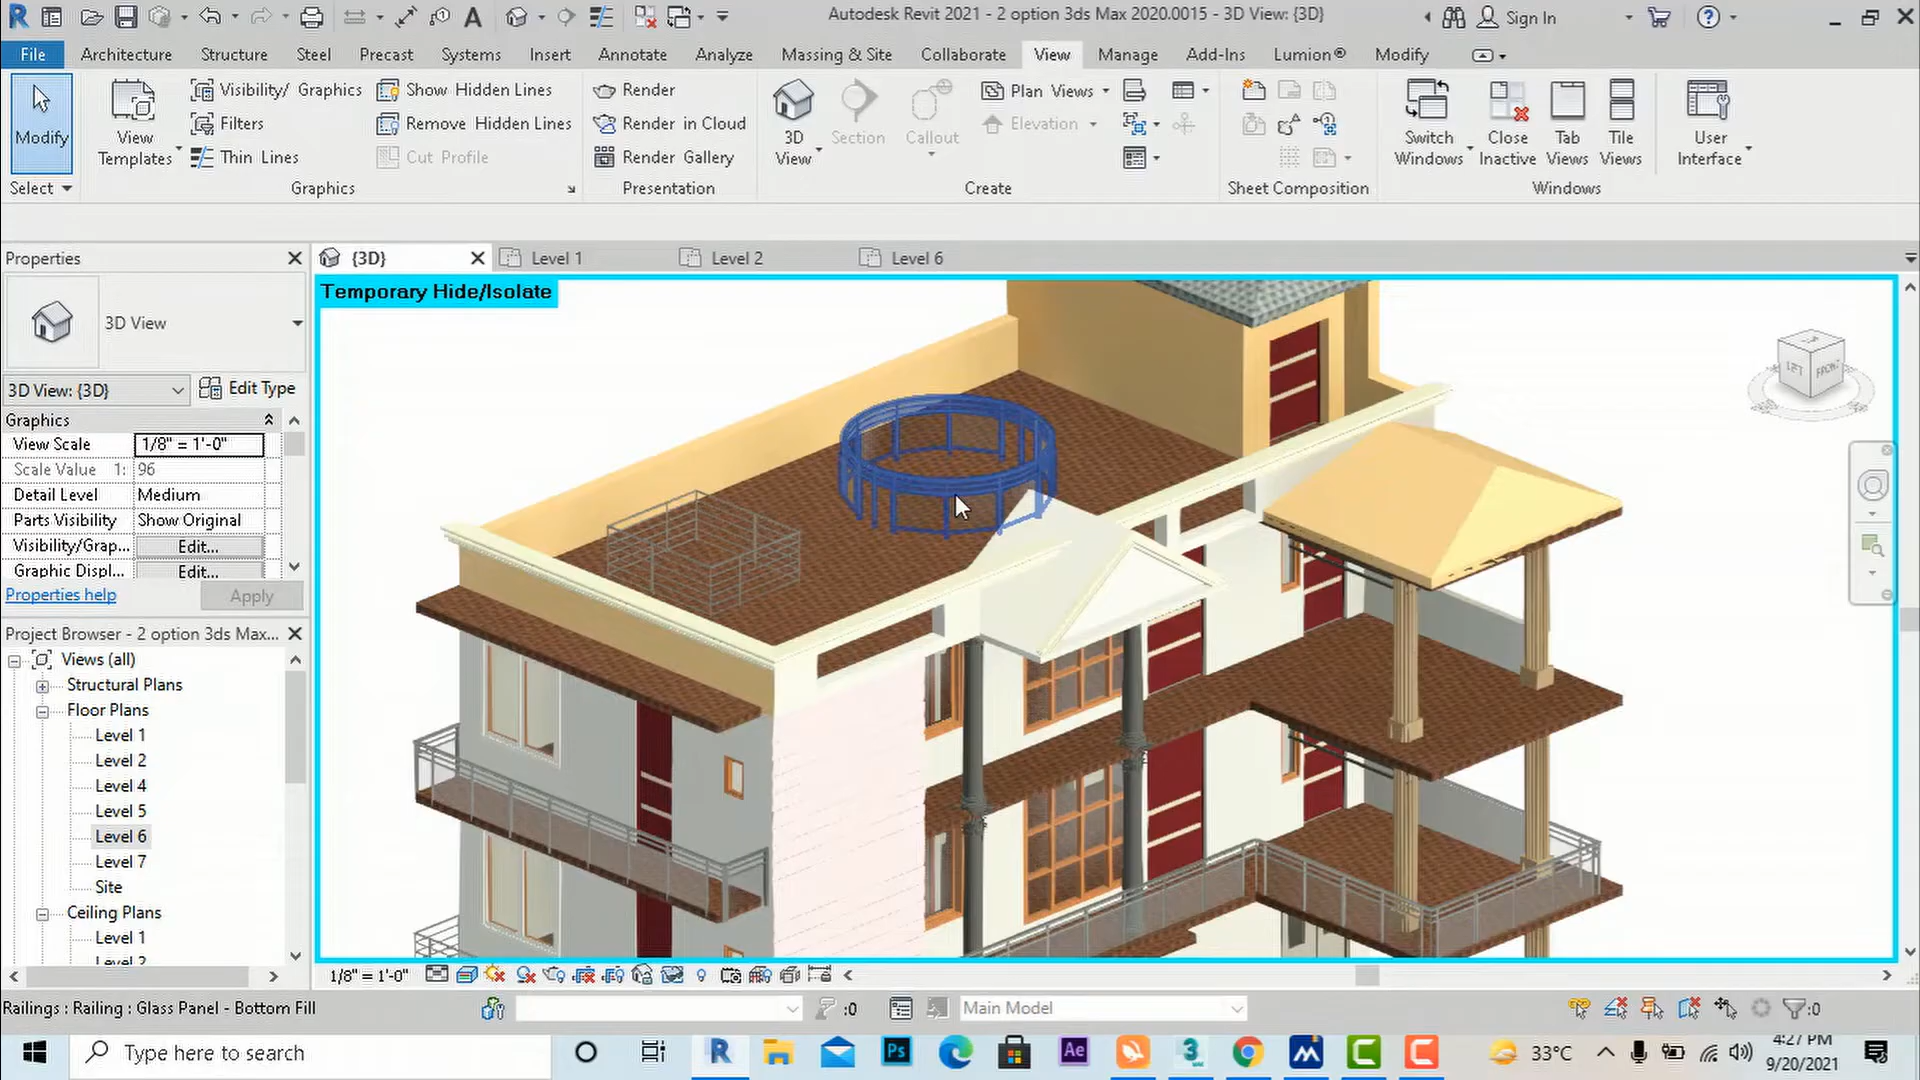 Autodesk Revit 2021 - 2 option 3ds Max 2020.0015 - 3D View: {3D}
Sign In
File Architecture Structure Steel Precast Systems Insert Annotate Analyze Massing & Site Collaborate View Manage Add-Ins Lumion® Modify
Modify
Select
View Templates
Visibility/ Graphics
Filters
Thin Lines
Show Hidden Lines
Remove Hidden Lines
Cut Profile
Graphics
Render
Render in Cloud
Render Gallery
Presentation
3D View
Section
Callout
Plan Views
Elevation
Create
Sheet Composition
Switch Windows
Close Inactive
Tab Views
Tile Views
Windows
User Interface
Properties
{3D}
Level 1
Level 2
Level 6
Temporary Hide/Isolate
3D View
3D View: {3D}
Edit Type
Graphics
View Scale 1/8" = 1'-0"
Scale Value 1: 96
Detail Level Medium
Parts Visibility Show Original
Visibility/Grap... Edit...
Graphic Displ... Edit...
Properties help
Apply
Project Browser - 2 option 3ds Max...
Views (all)
Structural Plans
Floor Plans
Level 1
Level 2
Level 4
Level 5
Level 6
Level 7
Site
Ceiling Plans
Level 1
Level 2
FRONT
1/8" = 1'-0"
Railings : Railing : Glass Panel - Bottom Fill
:0
Main Model
:0
Type here to search
Ps
Ae
33°C
4:27 PM
9/20/2021